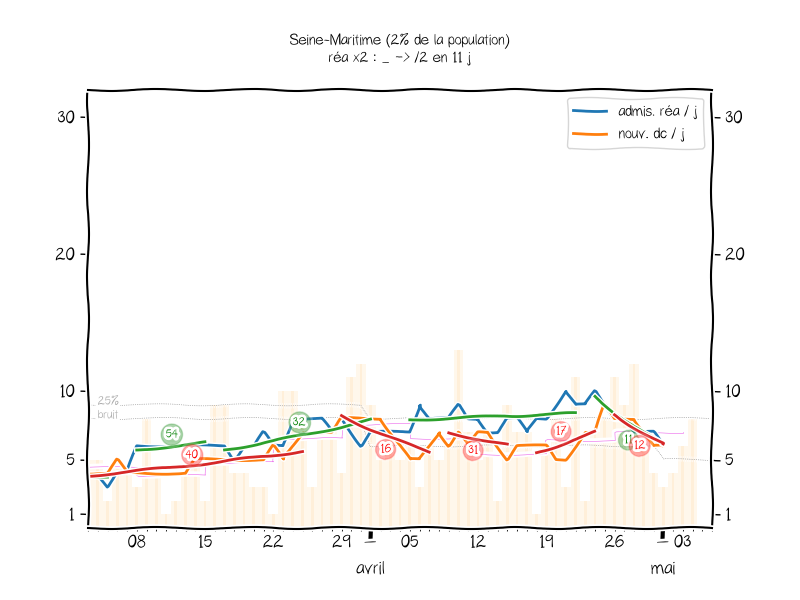 Seine-Maritime (2% de la population)
réa x2 : _ -> /2 en 11 j
admis. réa / j
nouv. dc / j
30
30
20
20
10
10
25%
bruit
54
32
40
16
31
17
11
12
5
5
1
1
08 15 22 29 05 12 19 26 03
avril mai